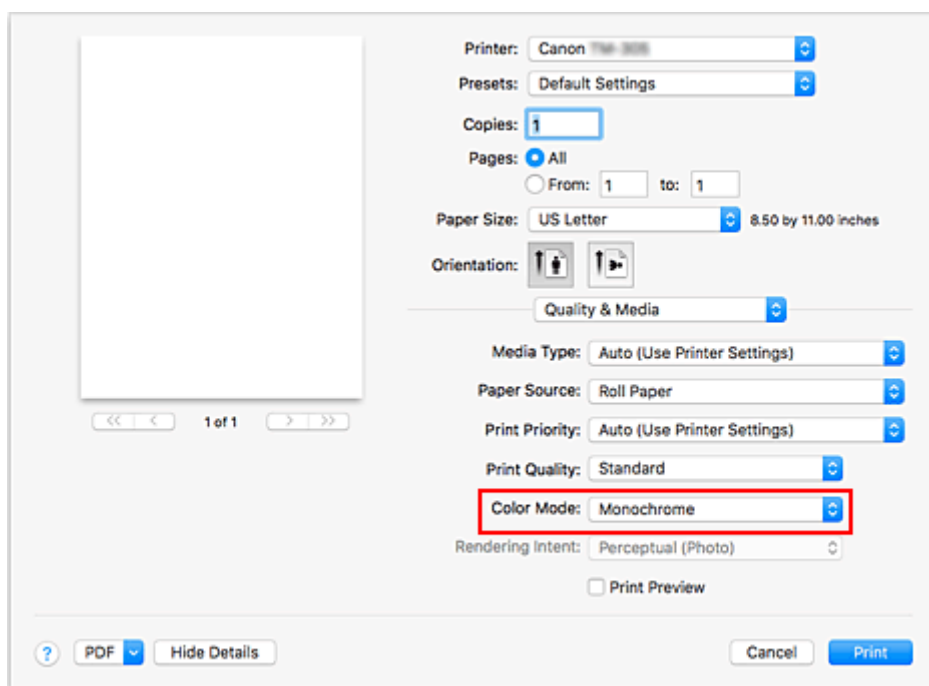 Printer: Canon
Presets: Default Settings
Copies: 1
Pages: All
From: 1 to: 1
Paper Size: US Letter 8.50 by 11.00 inches
Orientation:
Quality & Media
Media Type: Auto (Use Printer Settings)
Paper Source: Roll Paper
<< < 1 of 1 > >>
Print Priority: Auto (Use Printer Settings)
Print Quality: Standard
Color Mode: Monochrome
Rendering Intent: Perceptual (Photo)
Print Preview
? PDF Hide Details Cancel Print